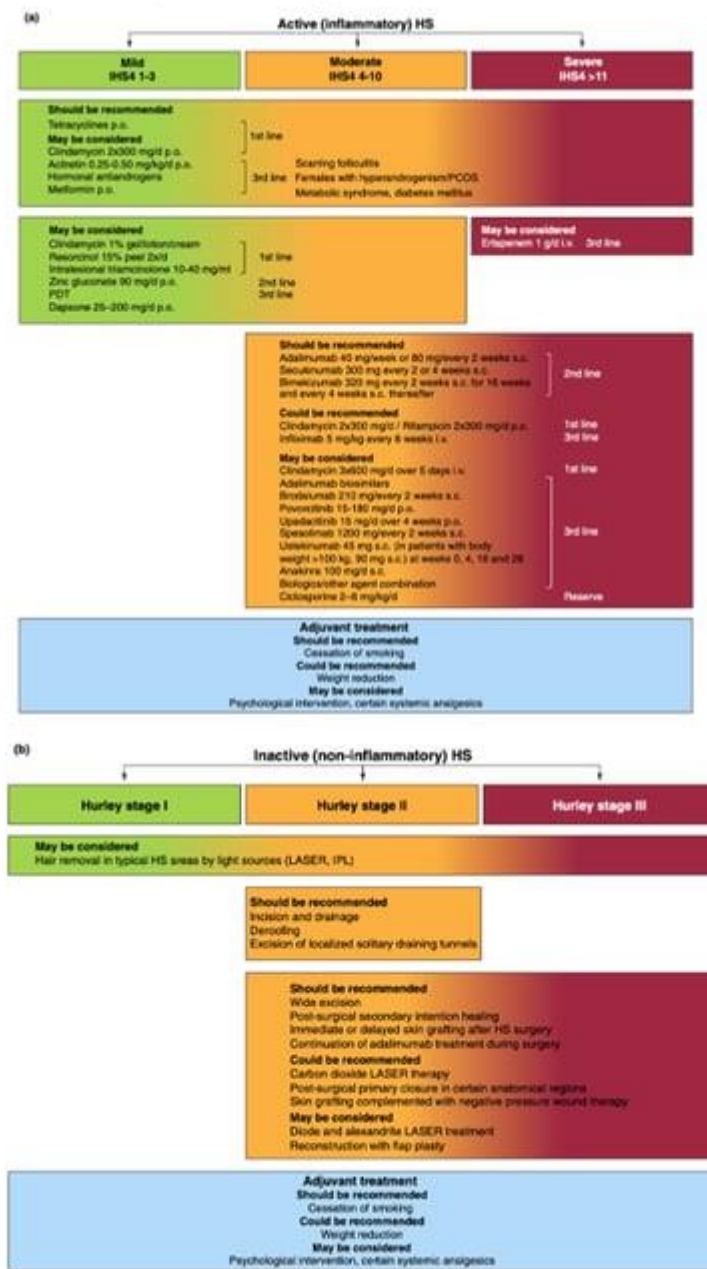 (a)
Active (inflammatory) HS
Mild
IHS4 1-3
Moderate
IHS4 4-10
Severe
IHS4 >11
Should be recommended
Tetracyclines p.o.
May be considered
Clindamycin 2x300 mg/d p.o.
1st line
Acitretin 0.25-0.50 mg/kg/d p.o.
Hormonal antiandrogens
Metformin p.o.
3rd line
Scarring folliculitis
Females with hyperandrogenism/PCOS
Metabolic syndrome, diabetes mellitus
May be considered
Clindamycin 1% gel/lotion/cream
Resorcinol 15% peel 2x/d
Intralesional triamcinolone 10-40 mg/ml
1st line
Zinc gluconate 90 mg/d p.o.
2nd line
PDT
3rd line
Dapsone 25–200 mg/d p.o.
May be considered
Ertapenem 1 g/d i.v. 3rd line
Should be recommended
Adalimumab 40 mg/week or 80 mg/every 2 weeks s.c.
Secukinumab 300 mg every 2 or 4 weeks s.c.
Bimekizumab 320 mg every 2 weeks s.c. for 16 weeks
and every 4 weeks s.c. thereafter
2nd line
Could be recommended
Clindamycin 2x300 mg/d / Rifampicin 2x300 mg/d p.o.
1st line
Infliximab 5 mg/kg every 8 weeks i.v.
3rd line
May be considered
Clindamycin 3x600 mg/d over 5 days i.v.
1st line
Adalimumab biosimilars
Brodalumab 210 mg/every 2 weeks s.c.
Povorcitinib 15-180 mg/d p.o.
Upadacitinib 15 mg/d over 4 weeks p.o.
Spesolimab 1200 mg/every 2 weeks s.c.
Ustekinumab 45 mg s.c. (in patients with body
weight >100 kg, 90 mg s.c.) at weeks 0, 4, 16 and 28
Anakinra 100 mg/d s.c.
Biologics/other agent combination
3rd line
Ciclosporine 2–6 mg/kg/d
Reserve
Adjuvant treatment
Should be recommended
Cessation of smoking
Could be recommended
Weight reduction
May be considered
Psychological intervention, certain systemic analgesics
(b)
Inactive (non-inflammatory) HS
Hurley stage I
Hurley stage II
Hurley stage III
May be considered
Hair removal in typical HS areas by light sources (LASER, IPL)
Should be recommended
Incision and drainage
Deroofing
Excision of localized solitary draining tunnels
Should be recommended
Wide excision
Post-surgical secondary intention healing
Immediate or delayed skin grafting after HS surgery
Continuation of adalimumab treatment during surgery
Could be recommended
Carbon dioxide LASER therapy
Post-surgical primary closure in certain anatomical regions
Skin grafting complemented with negative pressure wound therapy
May be considered
Diode and alexandrite LASER treatment
Reconstruction with flap plasty
Adjuvant treatment
Should be recommended
Cessation of smoking
Could be recommended
Weight reduction
May be considered
Psychological intervention, certain systemic analgesics